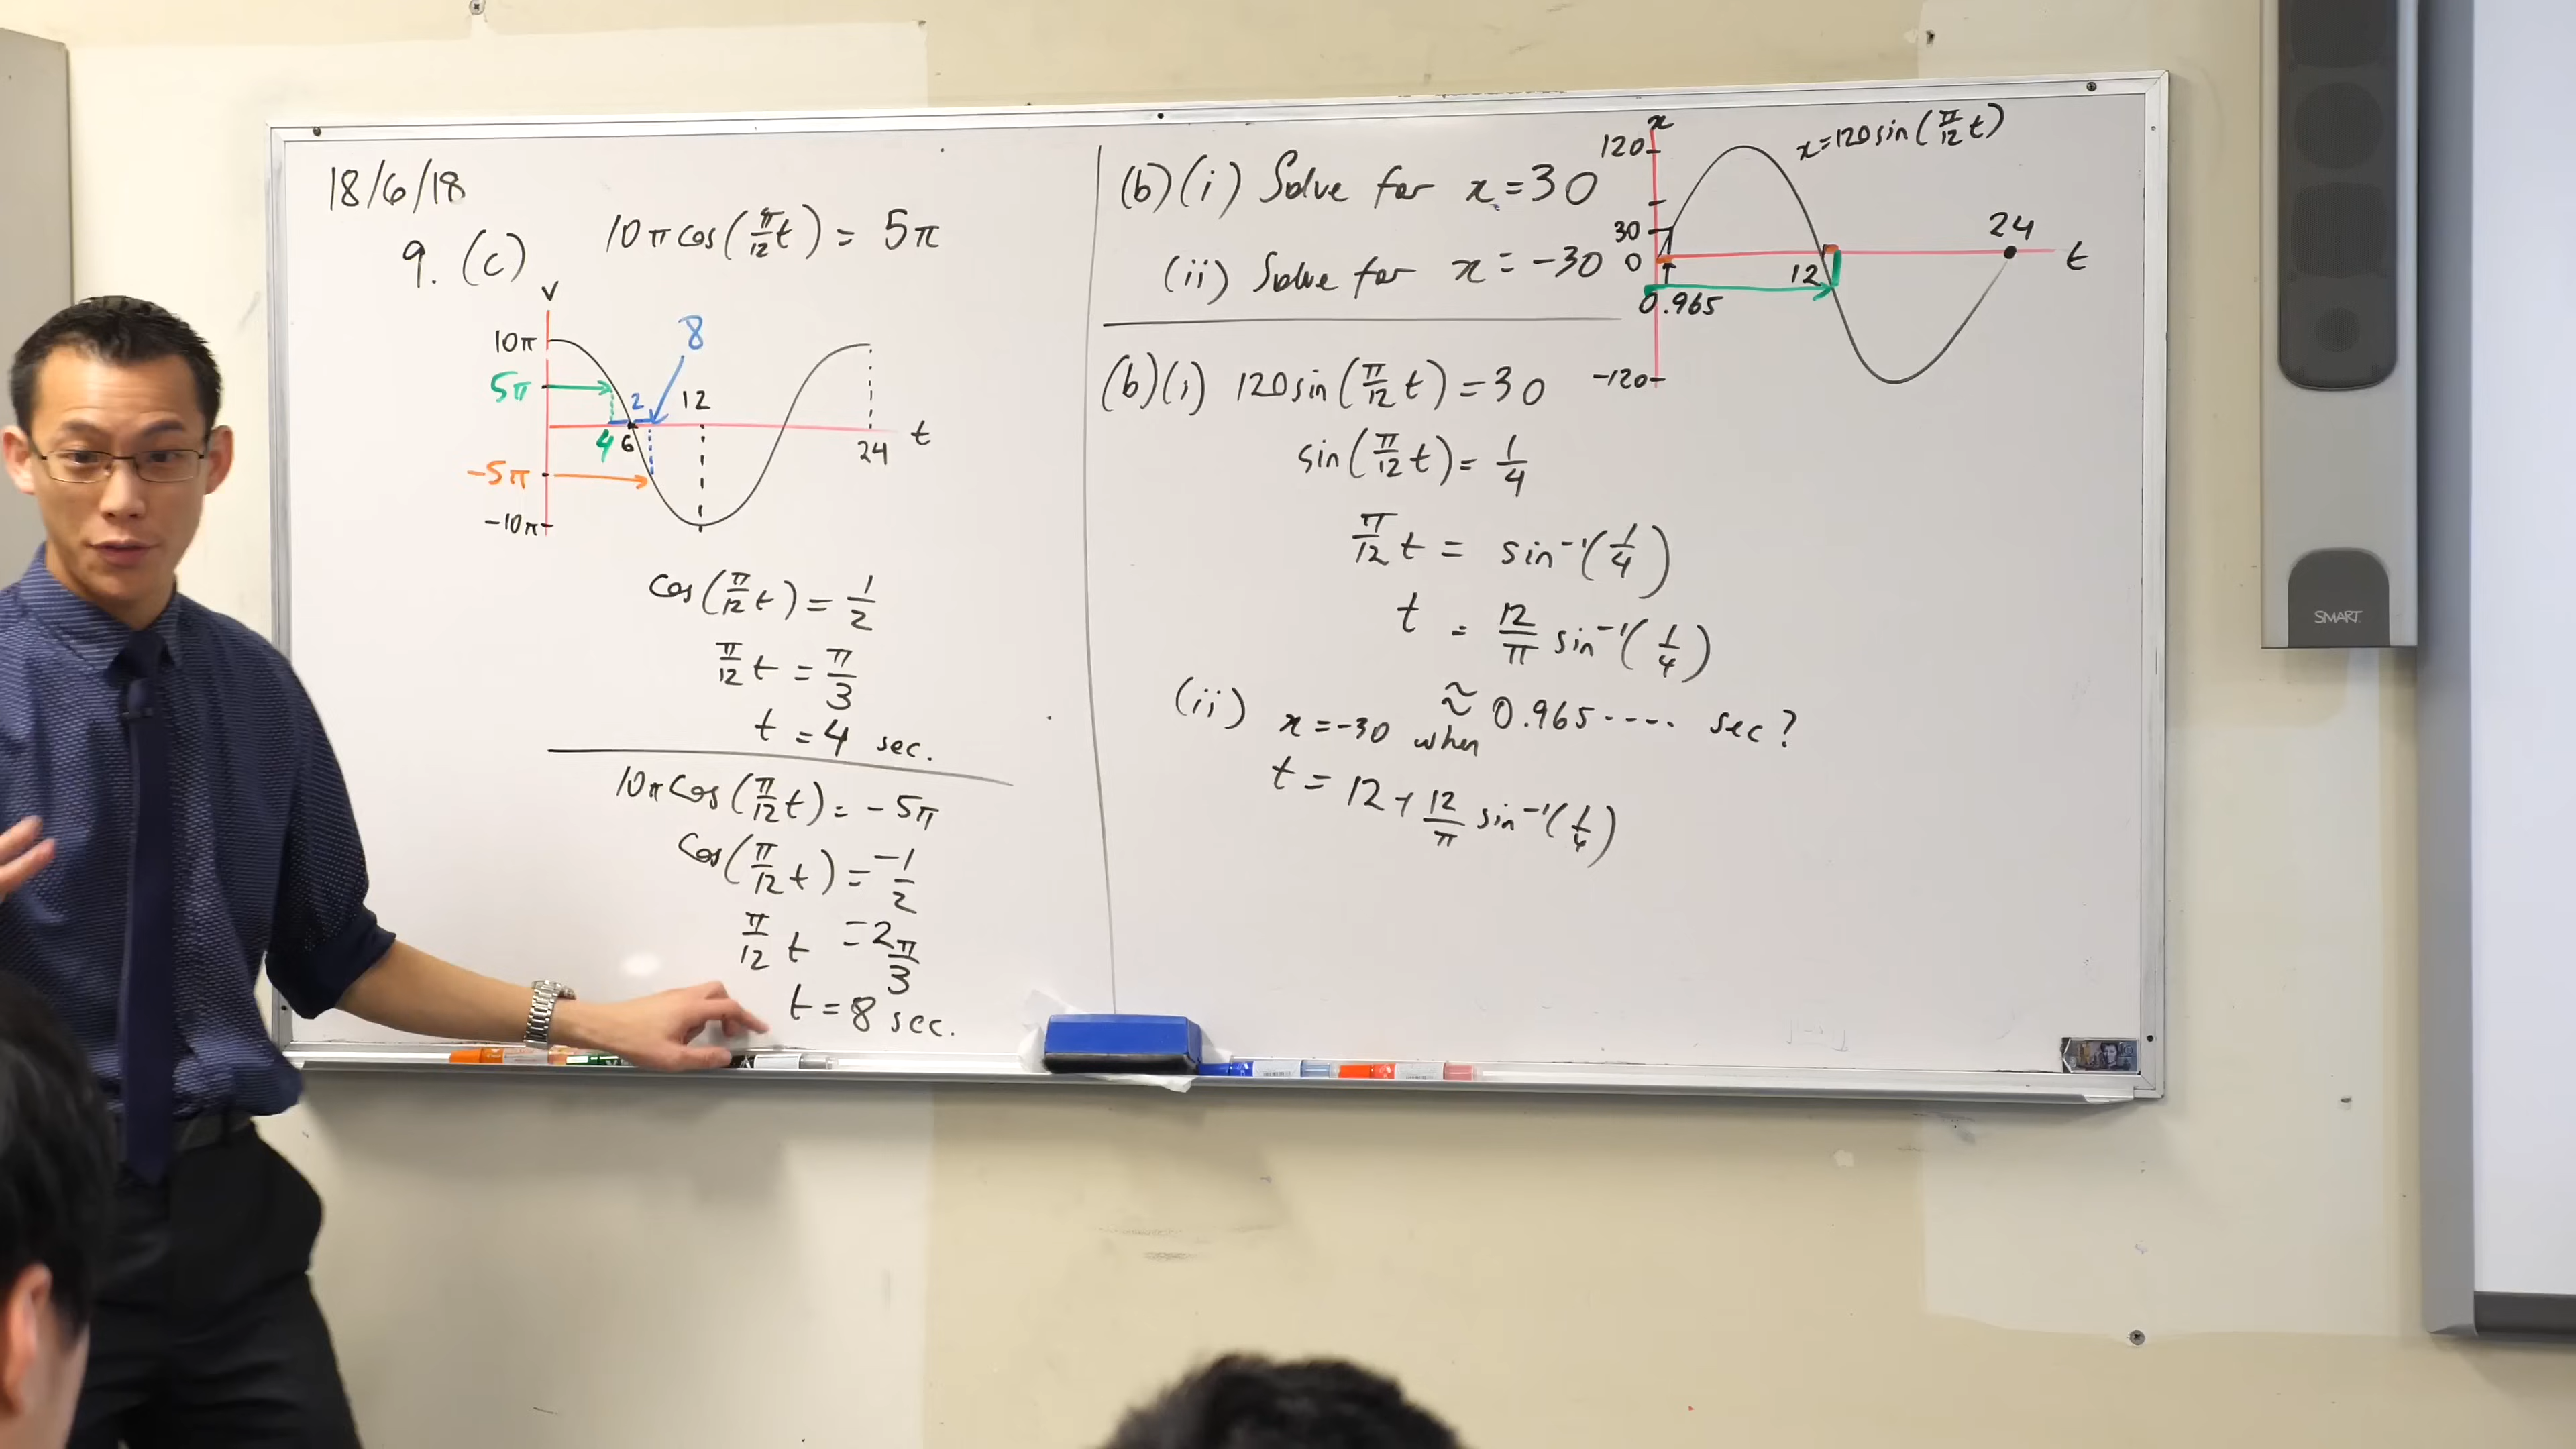 18/6/18
9. (c) 10π cos(π/12 t) = 5π
v
10π
5π
-5π
-10π
8
2
12
4 6
24
t
cos(π/12 t) = 1/2
π/12 t = π/3
t = 4 sec.
10π cos(π/12 t) = -5π
cos(π/12 t) = -1/2
π/12 t = 2π/3
t = 8 sec.
(b)(i) Solve for x = 30
(ii) Solve for x = -30
x
120
30
0
-120
x = 120 sin(π/12 t)
24
12
t
0.965
(b)(i) 120 sin(π/12 t) = 30
sin(π/12 t) = 1/4
π/12 t = sin⁻¹(1/4)
t = 12/π sin⁻¹(1/4)
≈ 0.965.... sec?
(ii) x = -30 when
t = 12 + 12/π sin⁻¹(1/4)
SMART